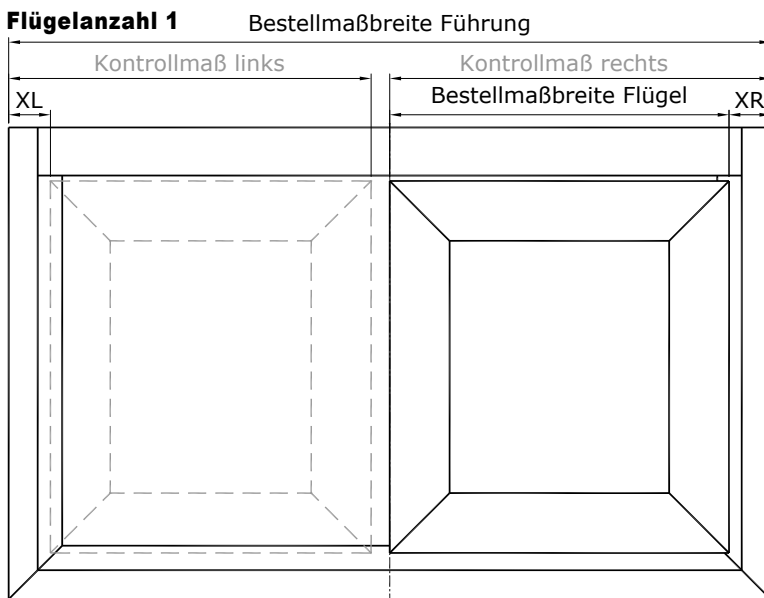 Flügelanzahl 1
Bestellmaßbreite Führung
Kontrollmaß links
Kontrollmaß rechts
XL
Bestellmaßbreite Flügel
XR